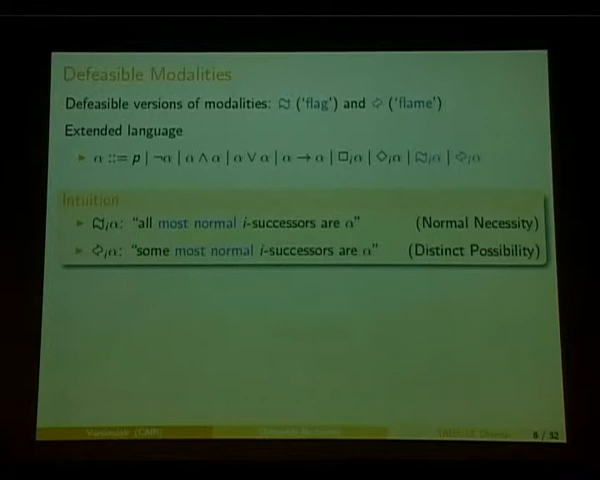 Defeasible Modalities
Defeasible versions of modalities: ≋ ('flag') and ⬨ ('flame')
Extended language
▸ α ::= p | ¬α | α ∧ α | α ∨ α | α → α | □ᵢα | ◇ᵢα | ≋ᵢα | ⬨ᵢα
Intuition
▸ ≋ᵢα: "all most normal i-successors are α" (Normal Necessity)
▸ ⬨ᵢα: "some most normal i-successors are α" (Distinct Possibility)
8 / 32